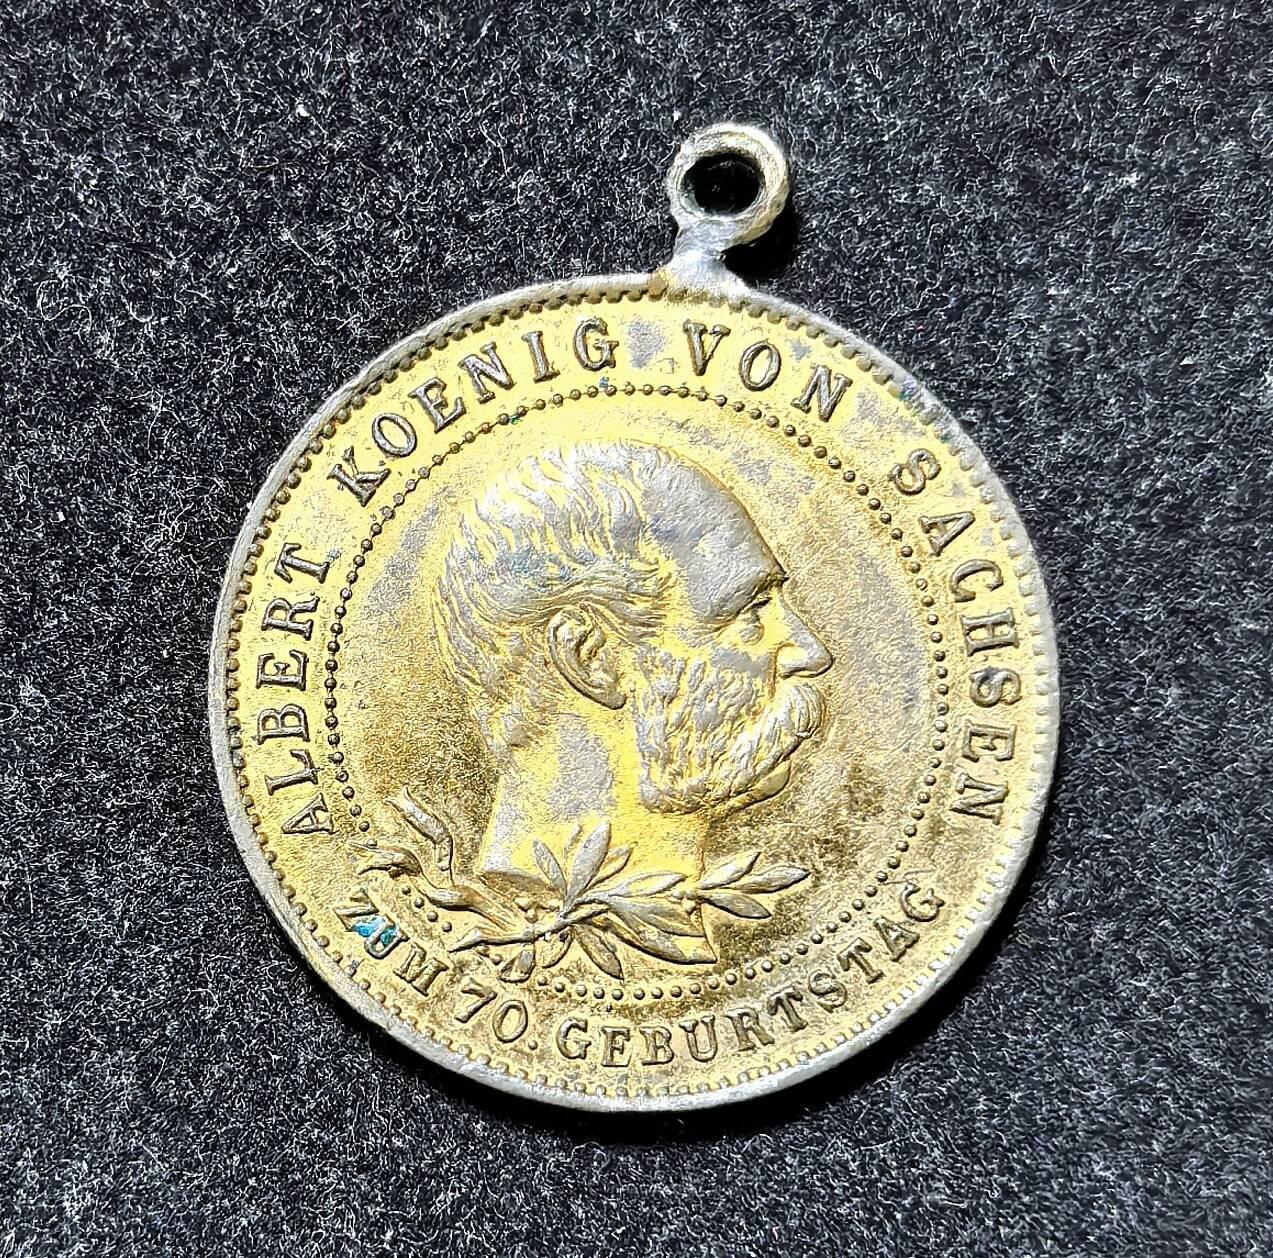 ALBERT KOENIG VON SACHSEN
ZUM 70. GEBURTSTAG